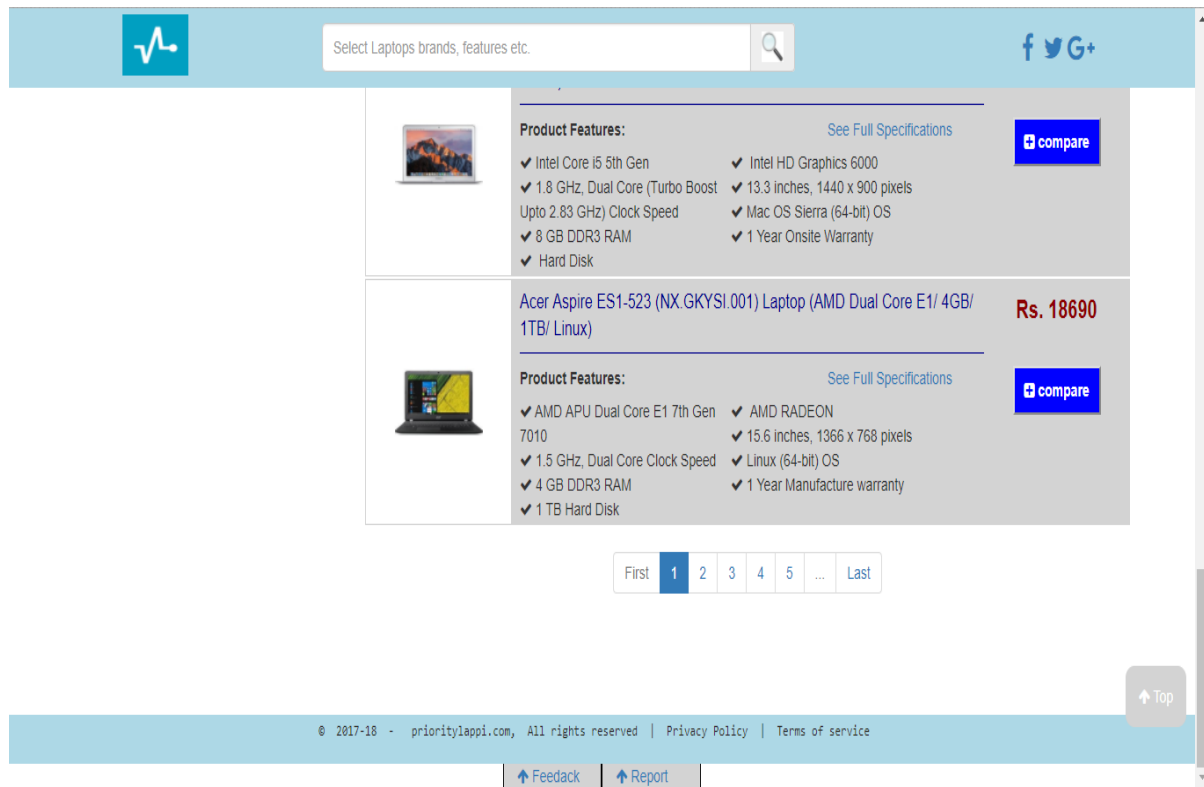 Select Laptops brands, features etc.
G+
Product Features:
See Full Specifications
compare
✔ Intel Core i5 5th Gen
✔ 1.8 GHz, Dual Core (Turbo Boost
Upto 2.83 GHz) Clock Speed
✔ 8 GB DDR3 RAM
✔ Hard Disk
✔ Intel HD Graphics 6000
✔ 13.3 inches, 1440 x 900 pixels
✔ Mac OS Sierra (64-bit) OS
✔ 1 Year Onsite Warranty
Acer Aspire ES1-523 (NX.GKYSI.001) Laptop (AMD Dual Core E1/ 4GB/
1TB/ Linux)
Rs. 18690
Product Features:
See Full Specifications
compare
✔ AMD APU Dual Core E1 7th Gen
7010
✔ 1.5 GHz, Dual Core Clock Speed
✔ 4 GB DDR3 RAM
✔ 1 TB Hard Disk
✔ AMD RADEON
✔ 15.6 inches, 1366 x 768 pixels
✔ Linux (64-bit) OS
✔ 1 Year Manufacture warranty
First 1 2 3 4 5 ... Last
Top
© 2017-18 - prioritylappi.com, All rights reserved | Privacy Policy | Terms of service
Feedack
Report